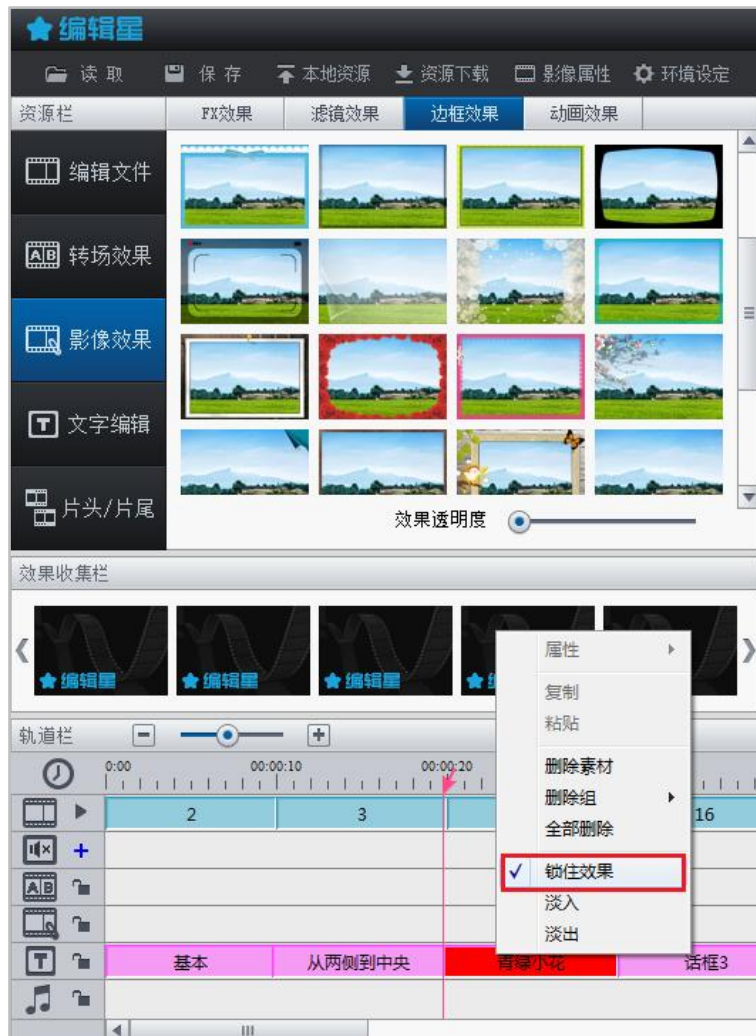 编辑星
读 取 保 存 本地资源 资源下载 影像属性 环境设定
资源栏 FX效果 滤镜效果 边框效果 动画效果
编辑文件
AB 转场效果
影像效果
T 文字编辑
片头/片尾
效果透明度
效果收集栏
编辑星 编辑星 编辑星
属性
复制
粘贴
删除素材
删除组
全部删除
锁住效果
淡入
淡出
轨道栏
0:00 00:00:10 00:00:20
2 3 16
AB
T 基本 从两侧到中央 青绿小花 话框3